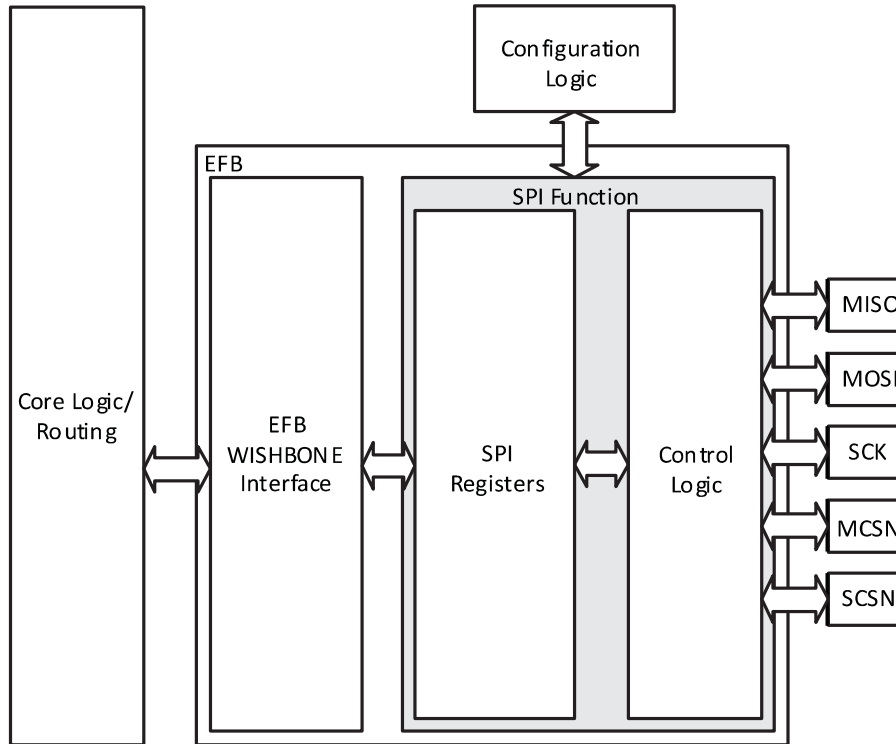 Configuration
Logic
EFB
SPI Function
MISO
MOSI
Core Logic/
Routing
EFB
WISHBONE
Interface
SPI
Registers
Control
Logic
SCK
MCSN
SCSN